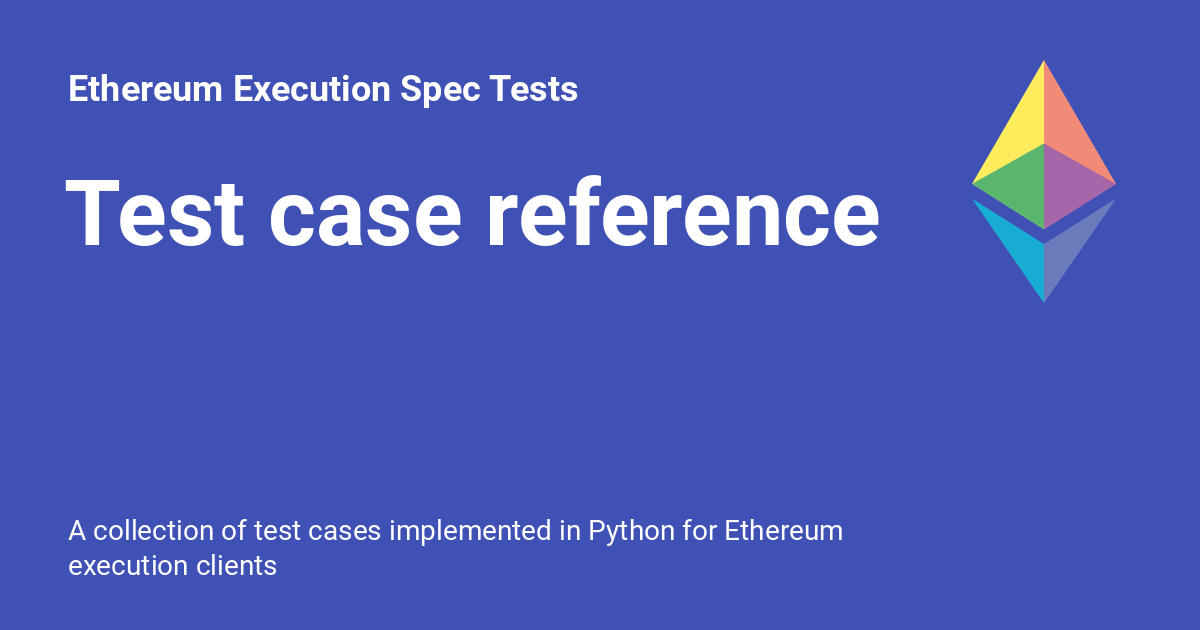 Ethereum Execution Spec Tests
Test case reference
A collection of test cases implemented in Python for Ethereum
execution clients